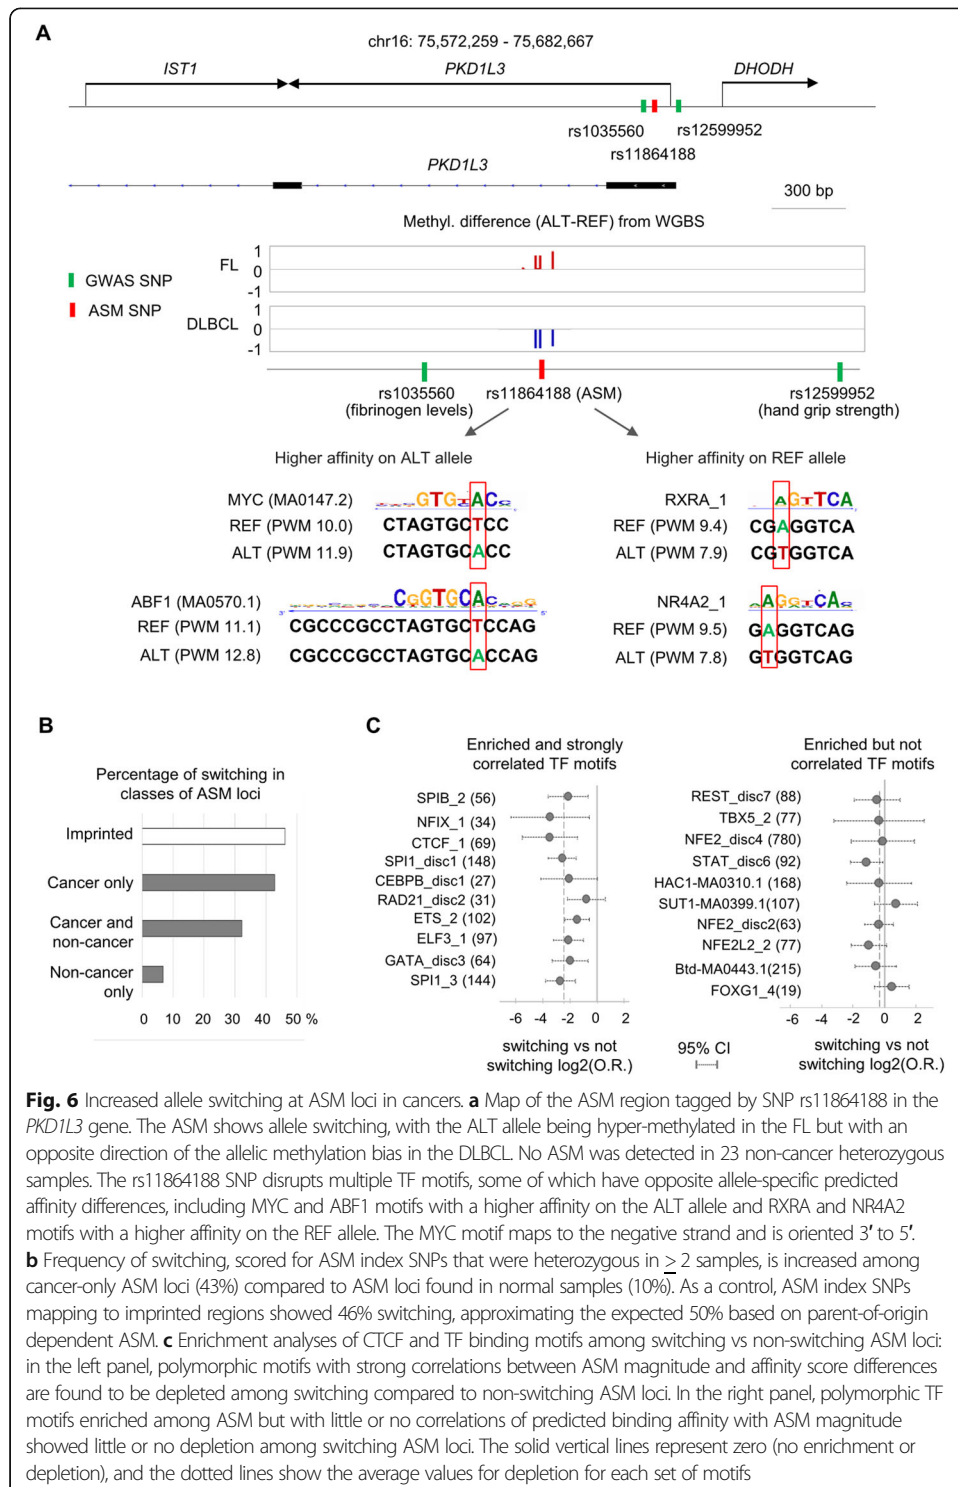 A
chr16: 75,572,259 - 75,682,667
IST1 PKD1L3 DHODH
rs1035560 rs12599952
rs11864188
PKD1L3
300 bp
Methyl. difference (ALT-REF) from WGBS
FL 1 0 -1
GWAS SNP
ASM SNP
DLBCL 1 0 -1
rs1035560 rs11864188 (ASM) rs12599952
(fibrinogen levels) (hand grip strength)
Higher affinity on ALT allele Higher affinity on REF allele
MYC (MA0147.2) GTGTAC RXRA_1 AGTTCA
REF (PWM 10.0) CTAGTGCTCC REF (PWM 9.4) CGAGGTCA
ALT (PWM 11.9) CTAGTGCACC ALT (PWM 7.9) CGTGGTCA
ABF1 (MA0570.1) CGGTGCA NR4A2_1 AAGGTCA
3' 5'
REF (PWM 11.1) CGCCCGCCTAGTGCTCCAG REF (PWM 9.5) GAGGTCAG
ALT (PWM 12.8) CGCCCGCCTAGTGCACCAG ALT (PWM 7.8) GTGGTCAG
B
Percentage of switching in
classes of ASM loci
Imprinted
Cancer only
Cancer and
non-cancer
Non-cancer
only
0 10 20 30 40 50 %
C
Enriched and strongly
correlated TF motifs
SPIB_2 (56)
NFIX_1 (34)
CTCF_1 (69)
SPI1_disc1 (148)
CEBPB_disc1 (27)
RAD21_disc2 (31)
ETS_2 (102)
ELF3_1 (97)
GATA_disc3 (64)
SPI1_3 (144)
-6 -4 -2 0 2
switching vs not
switching log2(O.R.)
95% CI
Enriched but not
correlated TF motifs
REST_disc7 (88)
TBX5_2 (77)
NFE2_disc4 (780)
STAT_disc6 (92)
HAC1-MA0310.1 (168)
SUT1-MA0399.1(107)
NFE2_disc2(63)
NFE2L2_2 (77)
Btd-MA0443.1(215)
FOXG1_4(19)
-6 -4 -2 0 2
switching vs not
switching log2(O.R.)
Fig. 6 Increased allele switching at ASM loci in cancers. a Map of the ASM region tagged by SNP rs11864188 in the
PKD1L3 gene. The ASM shows allele switching, with the ALT allele being hyper-methylated in the FL but with an
opposite direction of the allelic methylation bias in the DLBCL. No ASM was detected in 23 non-cancer heterozygous
samples. The rs11864188 SNP disrupts multiple TF motifs, some of which have opposite allele-specific predicted
affinity differences, including MYC and ABF1 motifs with a higher affinity on the ALT allele and RXRA and NR4A2
motifs with a higher affinity on the REF allele. The MYC motif maps to the negative strand and is oriented 3′ to 5′.
b Frequency of switching, scored for ASM index SNPs that were heterozygous in ≥ 2 samples, is increased among
cancer-only ASM loci (43%) compared to ASM loci found in normal samples (10%). As a control, ASM index SNPs
mapping to imprinted regions showed 46% switching, approximating the expected 50% based on parent-of-origin
dependent ASM. c Enrichment analyses of CTCF and TF binding motifs among switching vs non-switching ASM loci:
in the left panel, polymorphic motifs with strong correlations between ASM magnitude and affinity score differences
are found to be depleted among switching compared to non-switching ASM loci. In the right panel, polymorphic TF
motifs enriched among ASM but with little or no correlations of predicted binding affinity with ASM magnitude
showed little or no depletion among switching ASM loci. The solid vertical lines represent zero (no enrichment or
depletion), and the dotted lines show the average values for depletion for each set of motifs